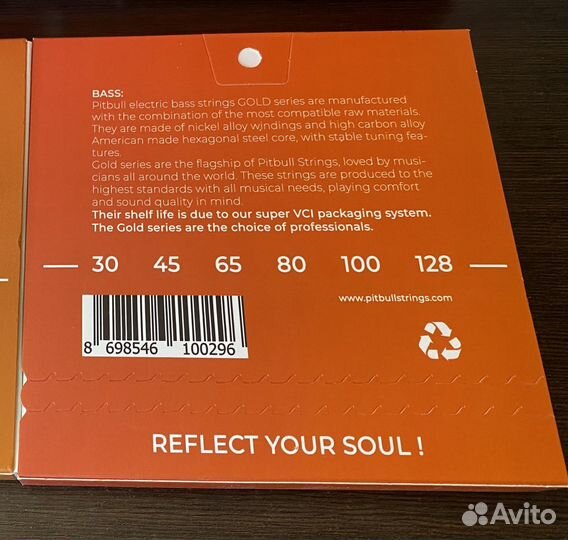 BASS:
Pitbull electric bass strings GOLD series are manufactured
with the combination of the most compatible raw materials.
They are made of nickel alloy windings and high carbon alloy
American made hexagonal steel core, with stable tuning fea-
tures.
Gold series are the flagship of Pitbull Strings, loved by musi-
cians all around the world. These strings are produced to the
highest standards with all musical needs, playing comfort
and sound quality in mind.
Their shelf life is due to our super VCI packaging system.
The Gold series are the choice of professionals.
30 45 65 80 100 128
www.pitbullstrings.com
8 698546 100296
REFLECT YOUR SOUL !
Avito